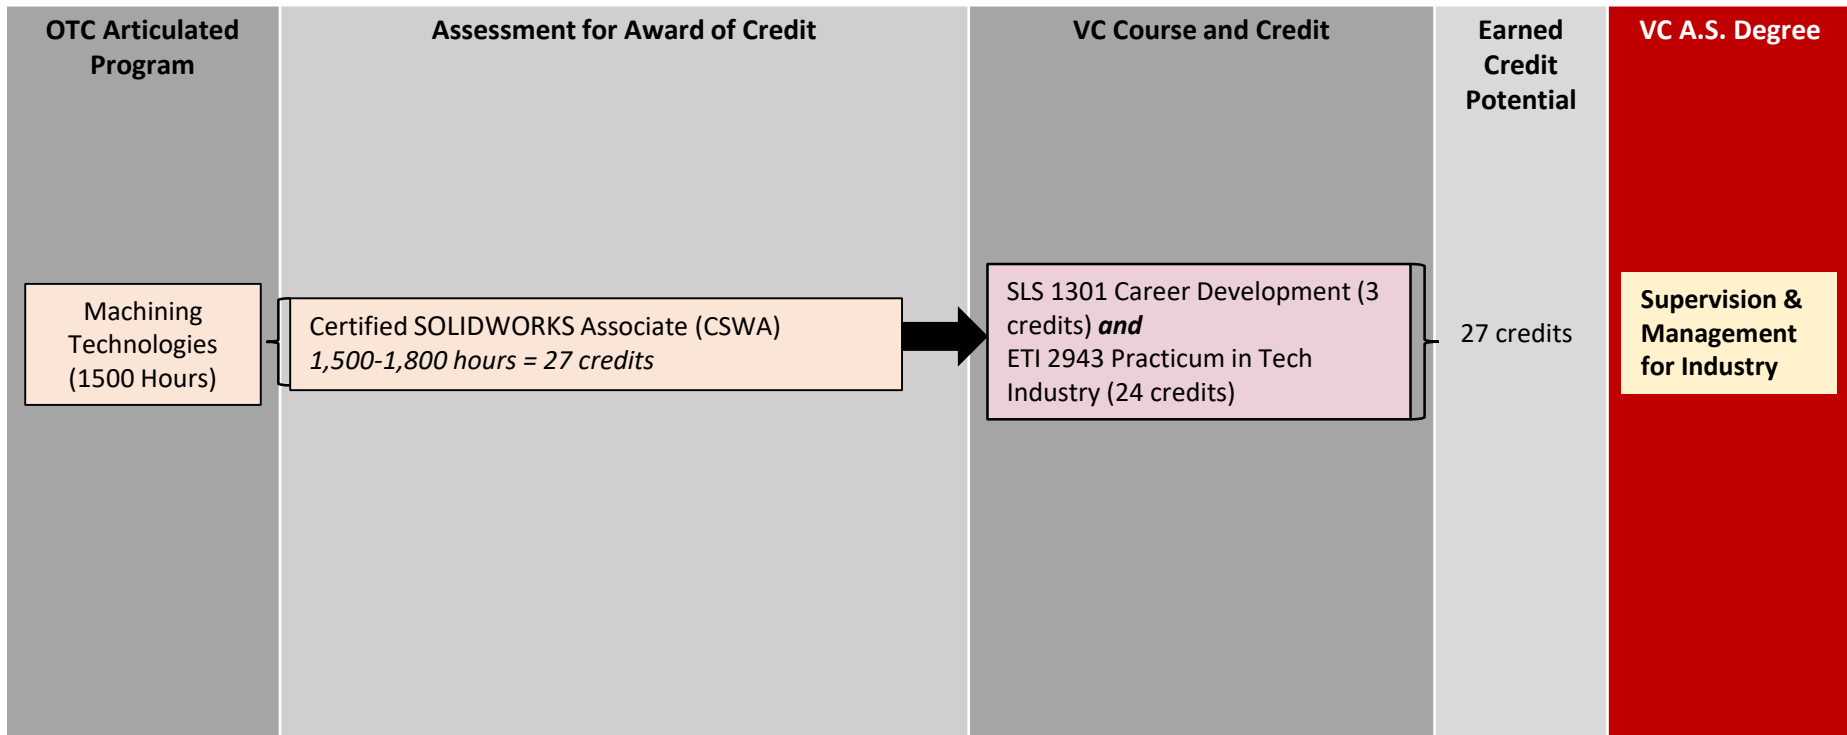 OTC Articulated
Program
Assessment for Award of Credit
VC Course and Credit
Earned
Credit
Potential
VC A.S. Degree
Machining
Technologies
(1500 Hours)
Certified SOLIDWORKS Associate (CSWA)
1,500-1,800 hours = 27 credits
SLS 1301 Career Development (3
credits) and
ETI 2943 Practicum in Tech
Industry (24 credits)
27 credits
Supervision &
Management
for Industry